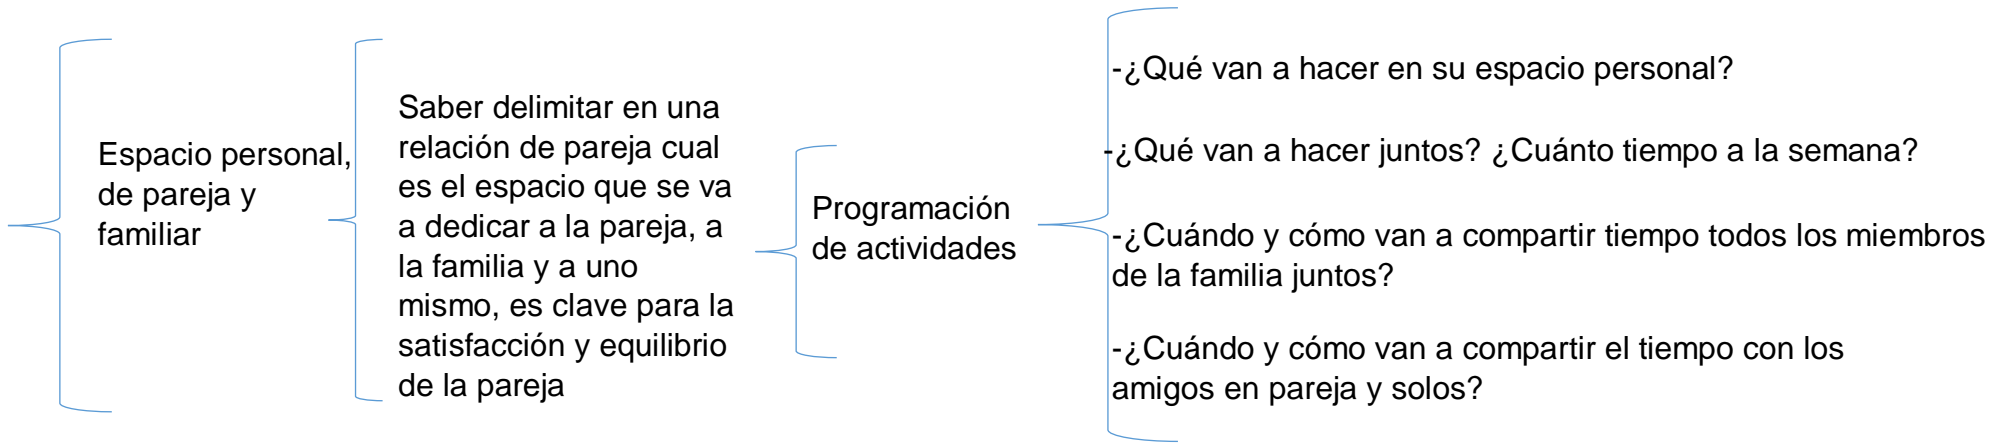 Espacio personal,
de pareja y
familiar
Saber delimitar en una
relación de pareja cual
es el espacio que se va
a dedicar a la pareja, a
la familia y a uno
mismo, es clave para la
satisfacción y equilibrio
de la pareja
Programación
de actividades
-¿Qué van a hacer en su espacio personal?
-¿Qué van a hacer juntos? ¿Cuánto tiempo a la semana?
-¿Cuándo y cómo van a compartir tiempo todos los miembros
de la familia juntos?
-¿Cuándo y cómo van a compartir el tiempo con los
amigos en pareja y solos?